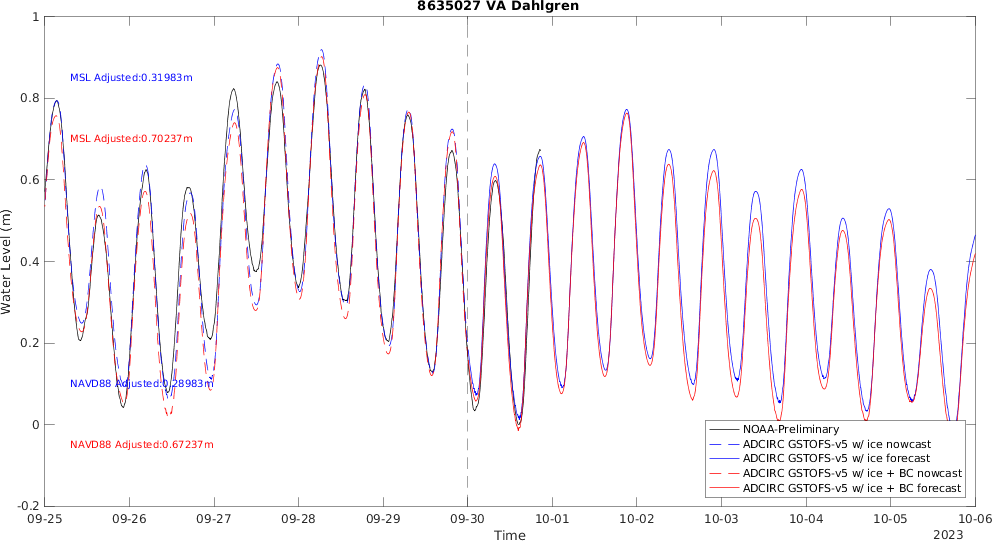 8635027 VA Dahlgren
1
0.8
0.6
0.4
0.2
0
-0.2
Water Level (m)
MSL Adjusted:0.31983m
MSL Adjusted:0.70237m
NAVD88 Adjusted:0.28983m
NAVD88 Adjusted:0.67237m
NOAA-Preliminary
ADCIRC GSTOFS-v5 w/ ice nowcast
ADCIRC GSTOFS-v5 w/ ice forecast
ADCIRC GSTOFS-v5 w/ ice + BC nowcast
ADCIRC GSTOFS-v5 w/ ice + BC forecast
09-25 09-26 09-27 09-28 09-29 09-30 10-01 10-02 10-03 10-04 10-05 10-06
Time
2023